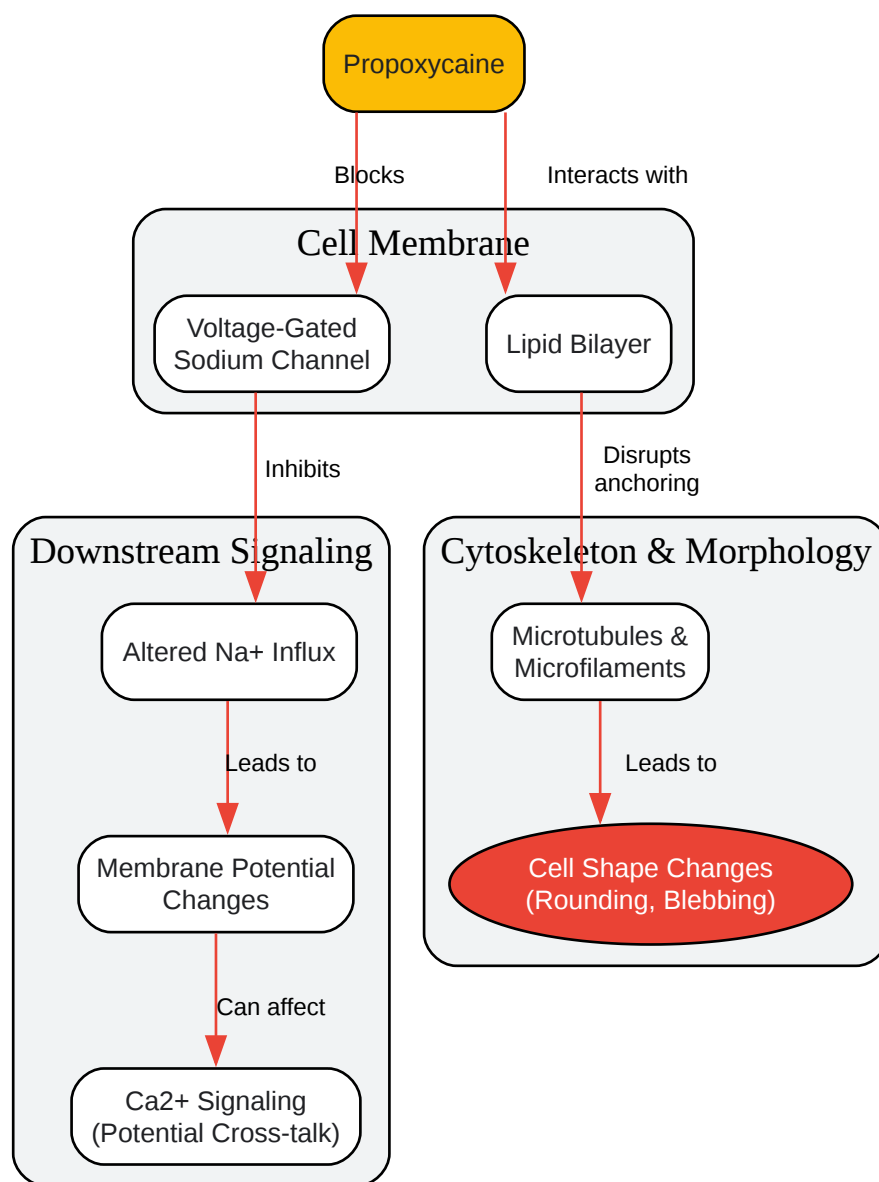 Propoxycaine
Blocks
Interacts with
Cell Membrane
Voltage-Gated
Sodium Channel
Lipid Bilayer
Inhibits
Disrupts
anchoring
Downstream Signaling
Cytoskeleton & Morphology
Altered Na+ Influx
Microtubules &
Microfilaments
Leads to
Leads to
Membrane Potential
Changes
Cell Shape Changes
(Rounding, Blebbing)
Can affect
Ca2+ Signaling
(Potential Cross-talk)